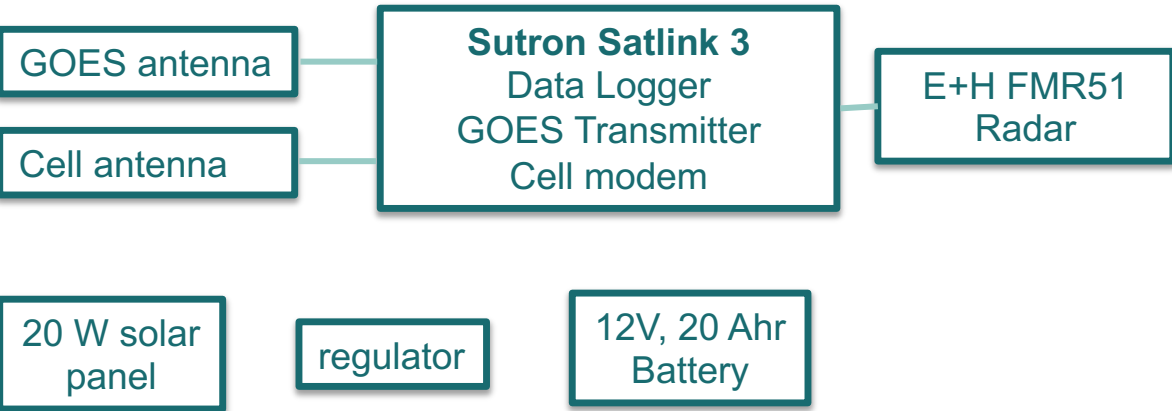 GOES antenna
Cell antenna
Sutron Satlink 3
Data Logger
GOES Transmitter
Cell modem
E+H FMR51
Radar
20 W solar
panel
regulator
12V, 20 Ahr
Battery